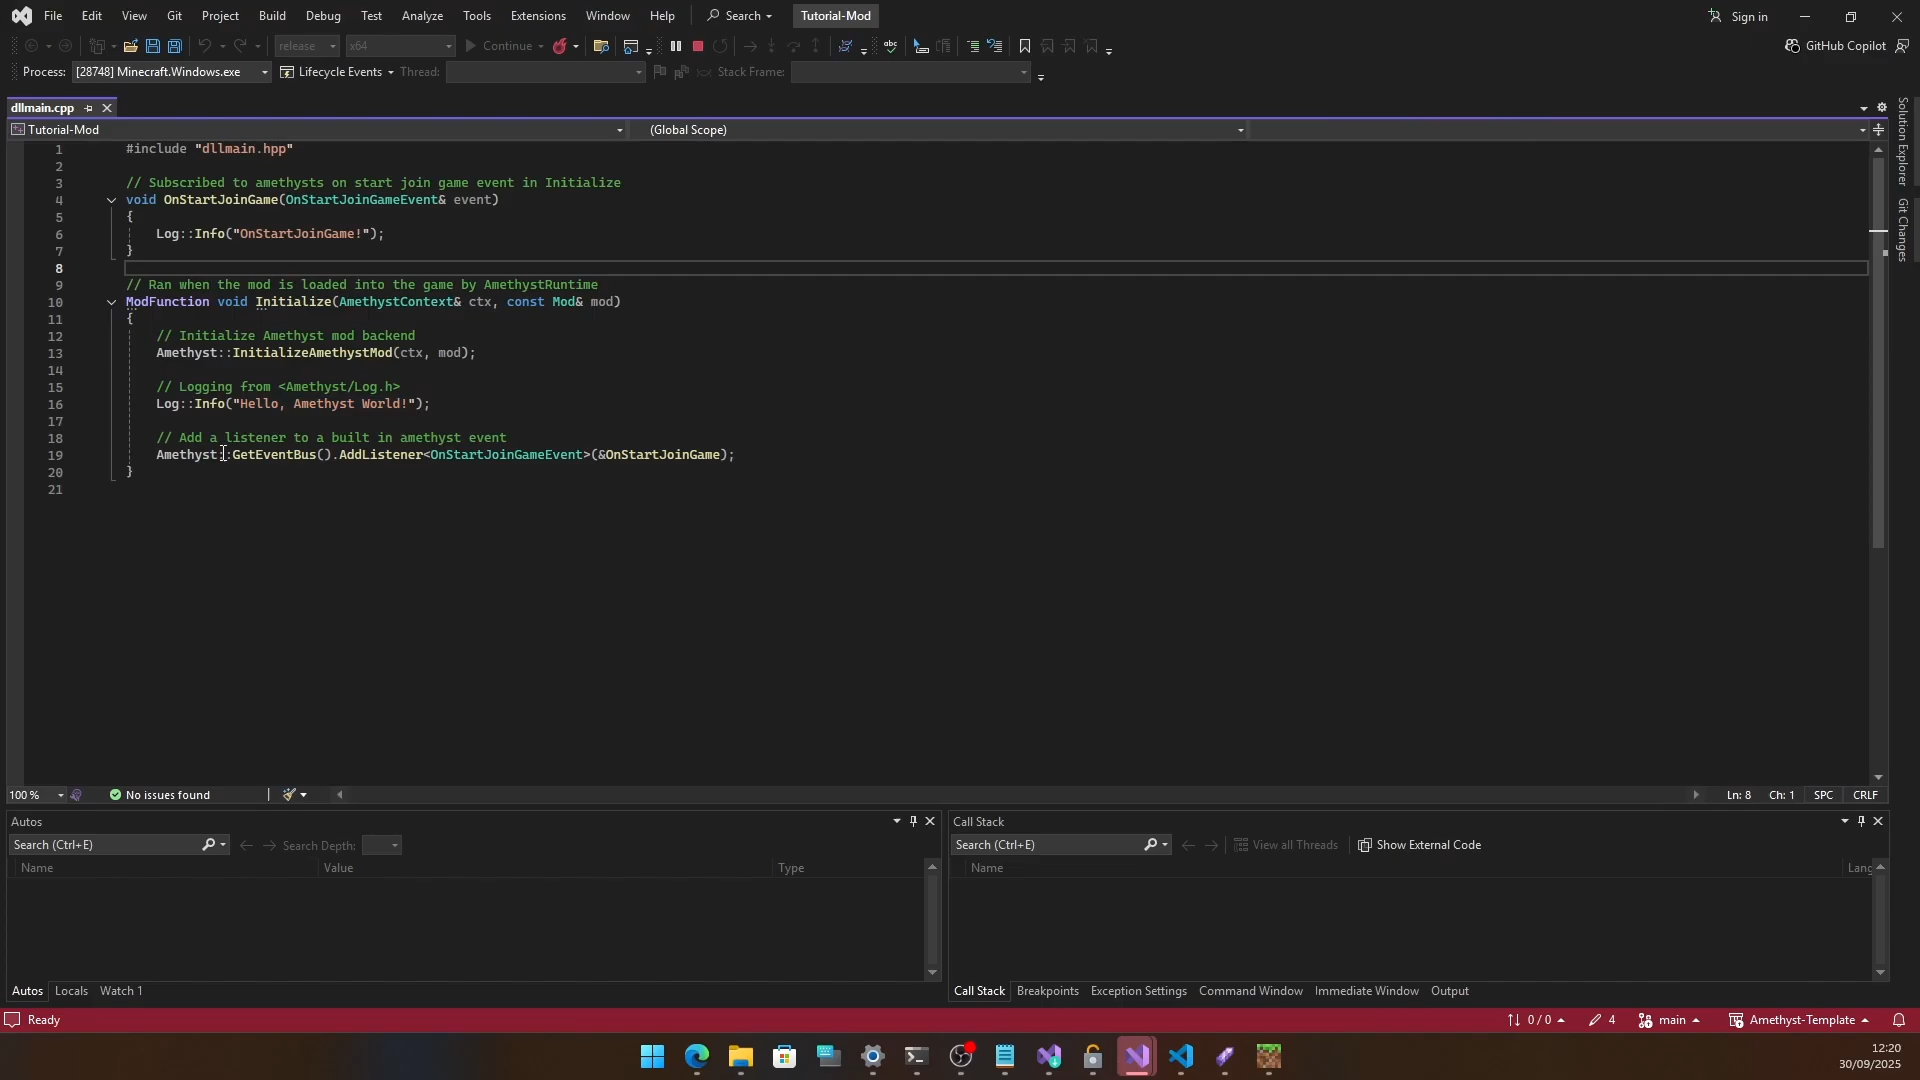 File Edit View Git Project Build Debug Test Analyze Tools Extensions Window Help Search Tutorial-Mod Sign in
release x64 Continue GitHub Copilot
Process: [28748] Minecraft.Windows.exe Lifecycle Events Thread: Stack Frame:
dllmain.cpp
Tutorial-Mod (Global Scope)
Solution Explorer
Git Changes
1 #include "dllmain.hpp"
2
3 // Subscribed to amethysts on start join game event in Initialize
4 void OnStartJoinGame(OnStartJoinGameEvent& event)
5 {
6 Log::Info("OnStartJoinGame!");
7 }
8
9 // Ran when the mod is loaded into the game by AmethystRuntime
10 ModFunction void Initialize(AmethystContext& ctx, const Mod& mod)
11 {
12 // Initialize Amethyst mod backend
13 Amethyst::InitializeAmethystMod(ctx, mod);
14
15 // Logging from <Amethyst/Log.h>
16 Log::Info("Hello, Amethyst World!");
17
18 // Add a listener to a built in amethyst event
19 Amethyst::GetEventBus().AddListener<OnStartJoinGameEvent>(&OnStartJoinGame);
20 }
21
100 % No issues found Ln: 8 Ch: 1 SPC CRLF
Autos
Search (Ctrl+E) Search Depth:
Name Value Type
Autos Locals Watch 1
Call Stack
Search (Ctrl+E) View all Threads Show External Code
Name Lang
Call Stack Breakpoints Exception Settings Command Window Immediate Window Output
Ready 0 / 0 4 main Amethyst-Template
12:20
30/09/2025